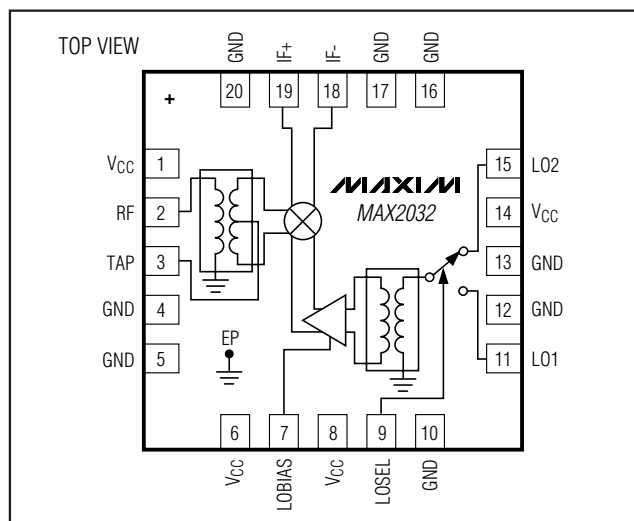 TOP VIEW
GND
IF+
IF-
GND
GND
20
19
18
17
16
+
VCC
1
RF
2
TAP
3
GND
4
GND
5
MAXIM
MAX2032
15
LO2
14
VCC
13
GND
12
GND
11
LO1
EP
6
7
8
9
10
VCC
LOBIAS
VCC
LOSEL
GND